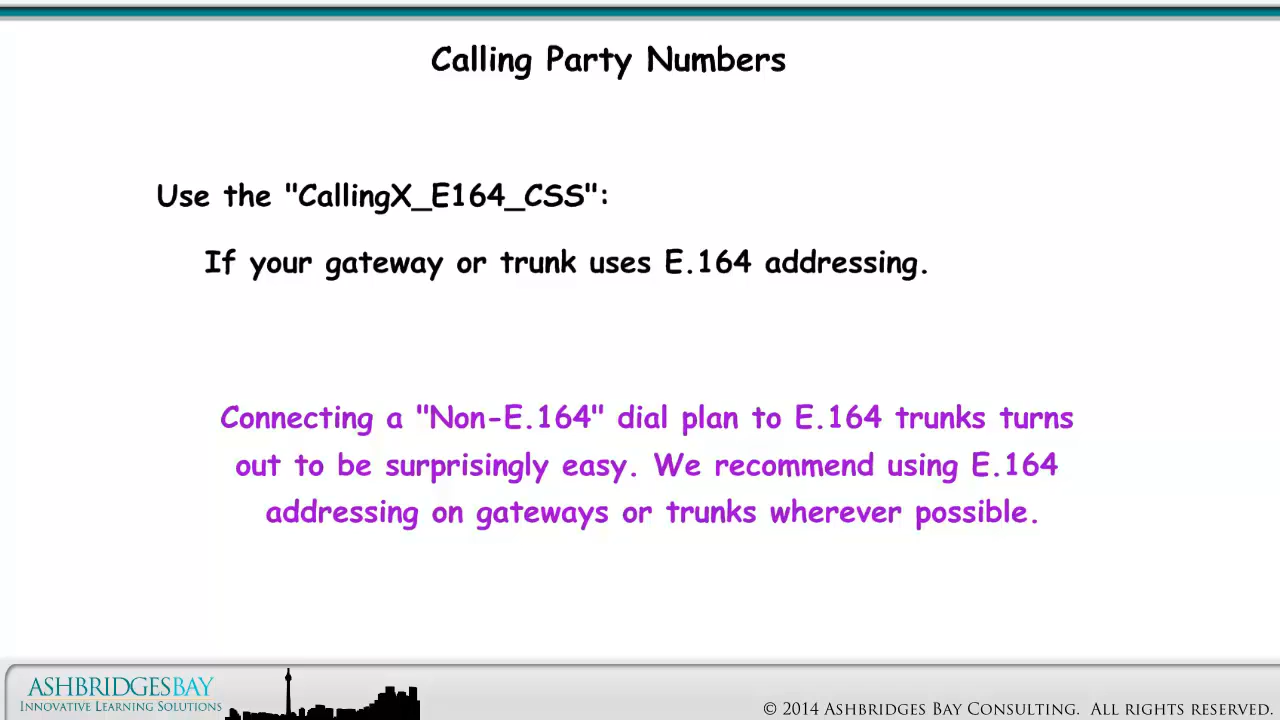 Calling Party Numbers
Use the "CallingX_E164_CSS":
If your gateway or trunk uses E.164 addressing.
Connecting a "Non-E.164" dial plan to E.164 trunks turns
out to be surprisingly easy. We recommend using E.164
addressing on gateways or trunks wherever possible.
ASHBRIDGESBAY
INNOVATIVE LEARNING SOLUTIONS
© 2014 ASHBRIDGES BAY CONSULTING. ALL RIGHTS RESERVED.